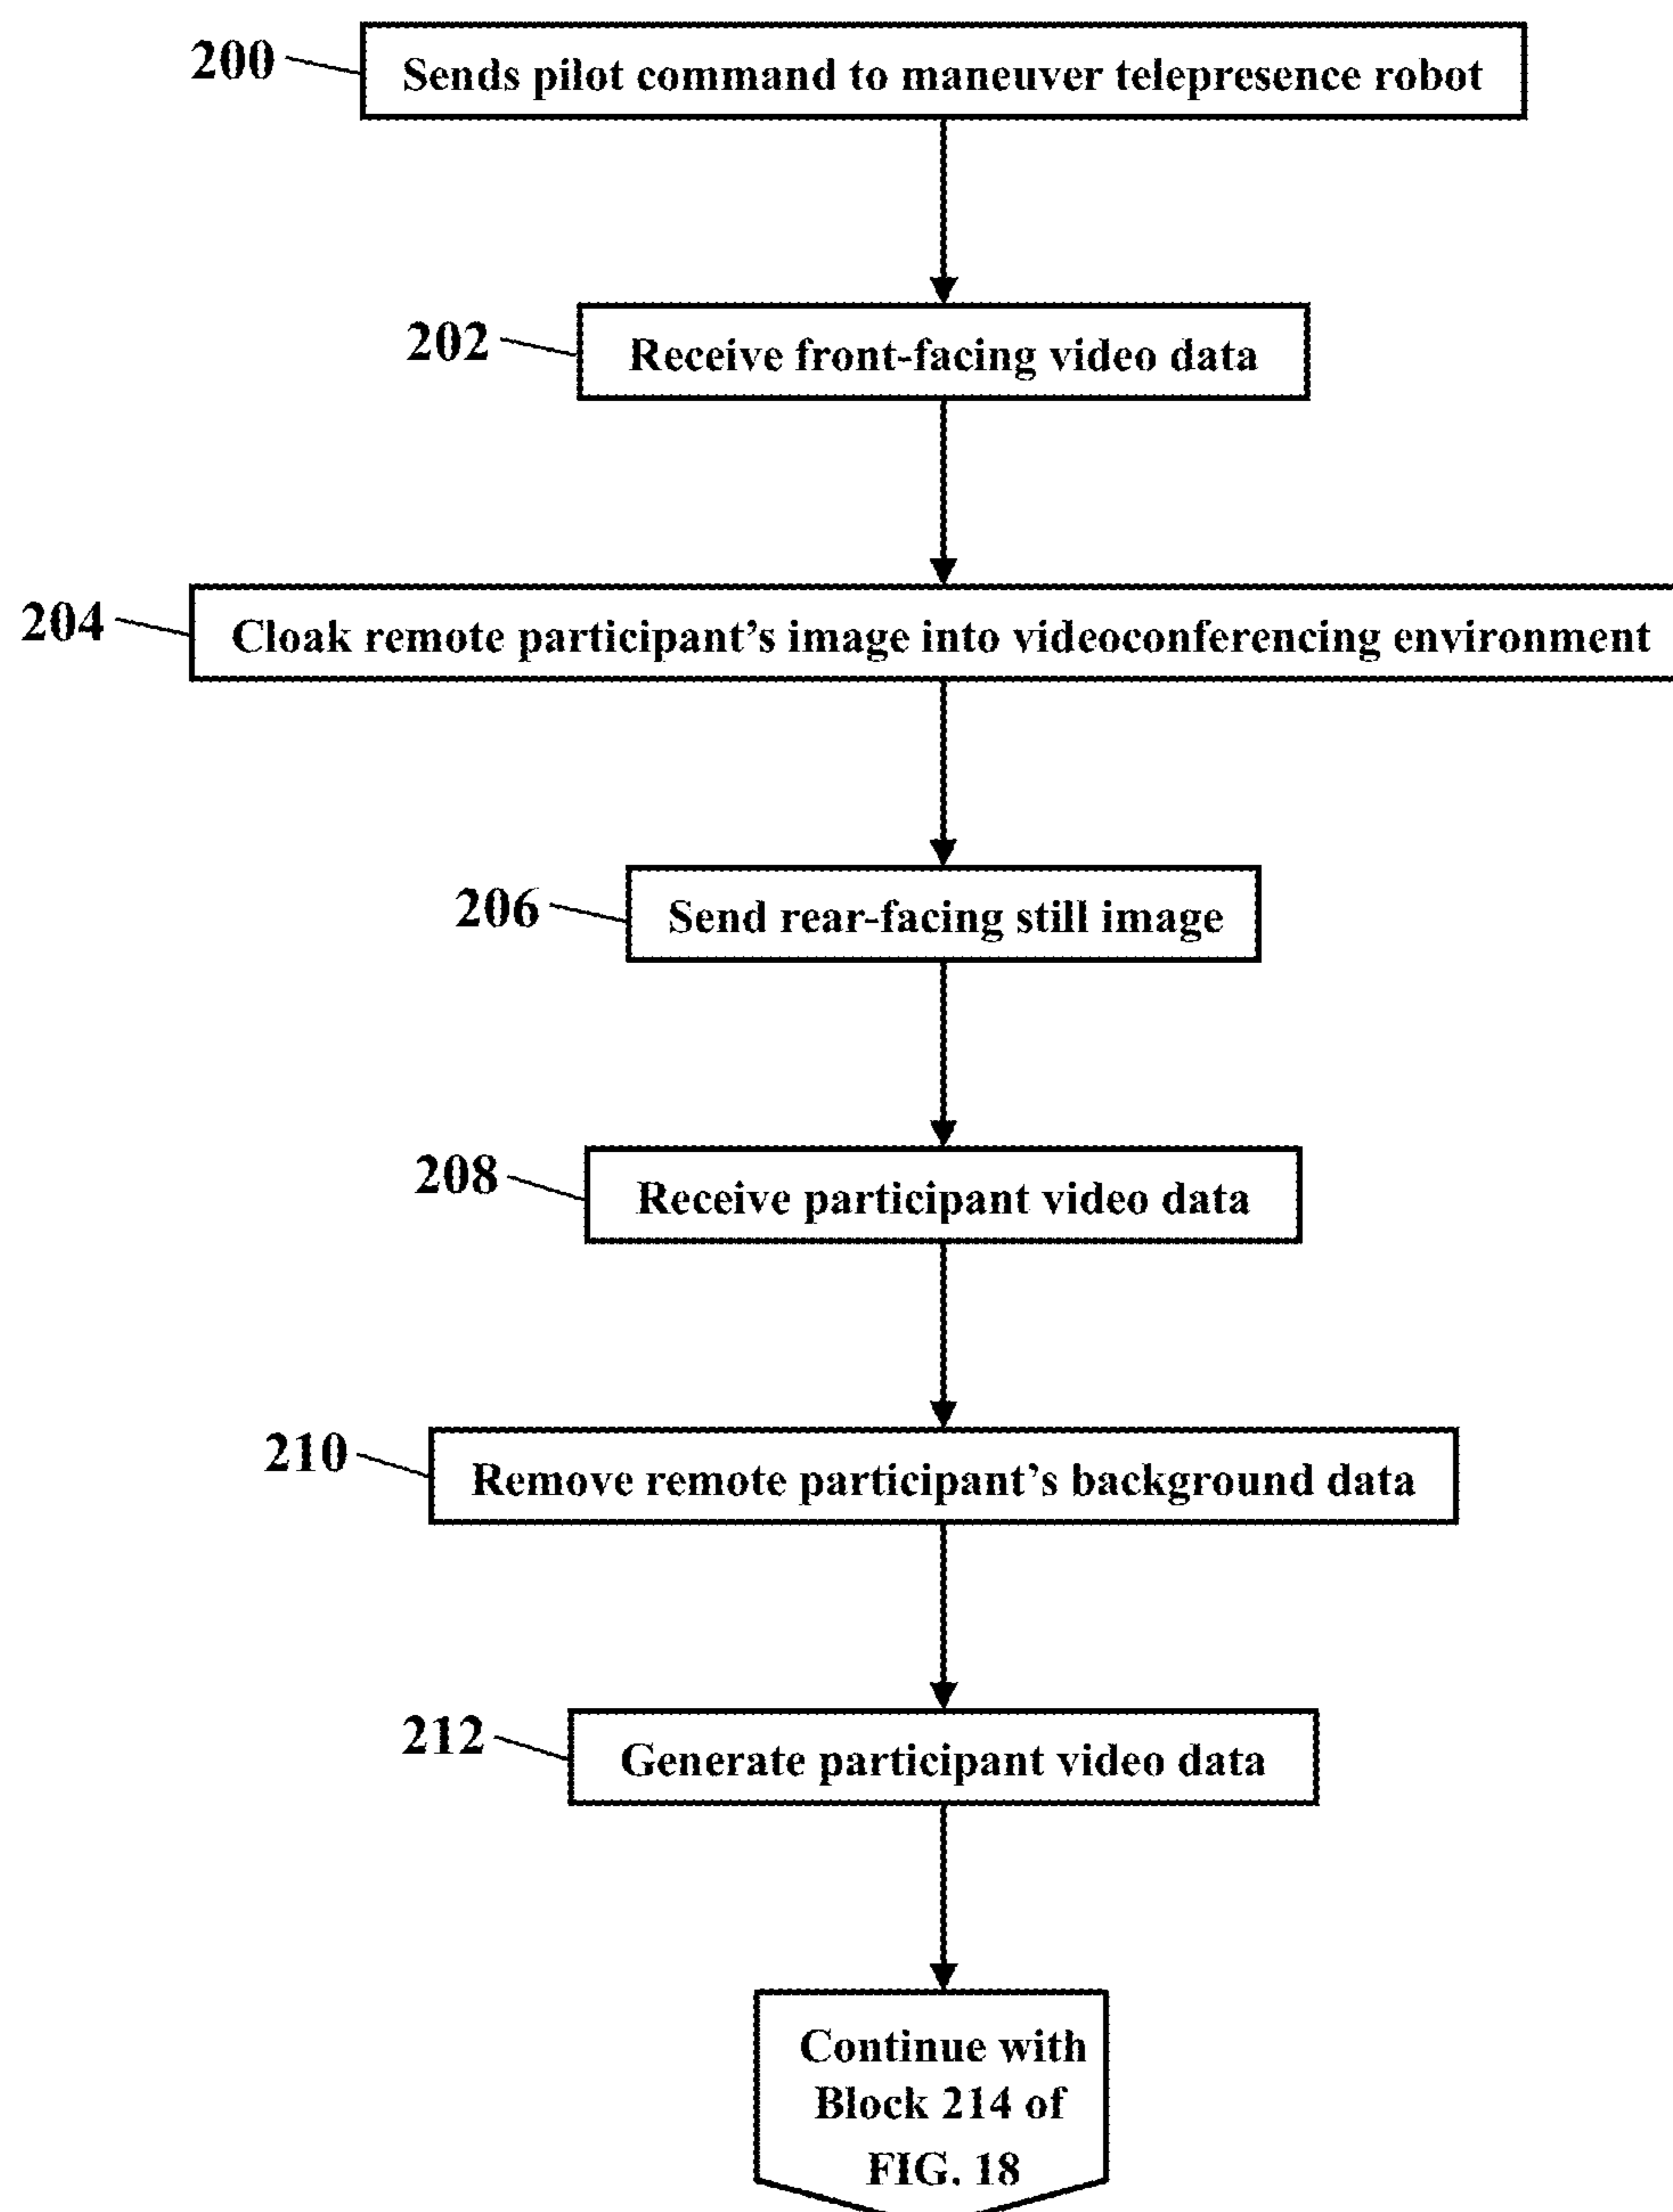 200
Sends pilot command to maneuver telepresence robot
202
Receive front-facing video data
204
Cloak remote participant's image into videoconferencing environment
206
Send rear-facing still image
208
Receive participant video data
210
Remove remote participant's background data
212
Generate participant video data
Continue with
Block 214 of
FIG. 18